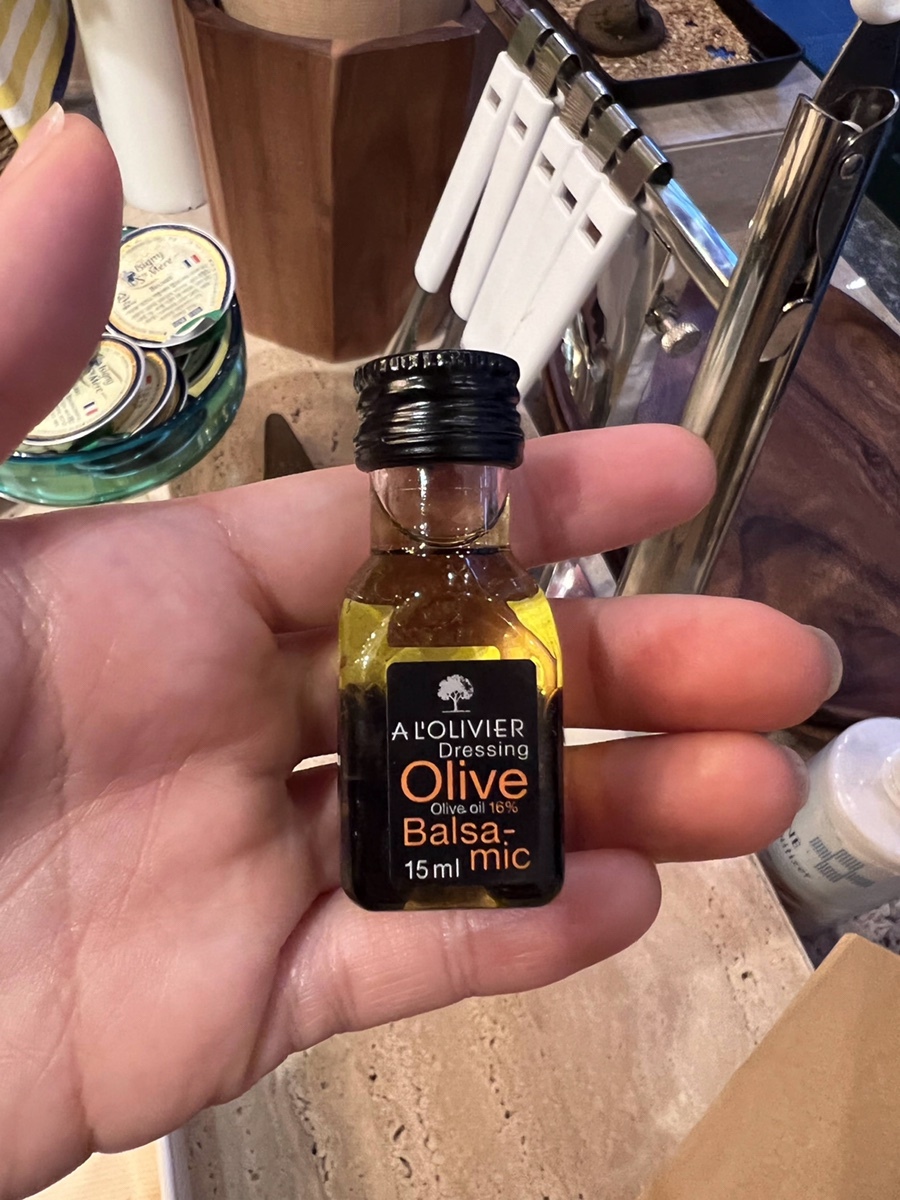 A L'OLIVIER
Dressing
Olive
Olive oil 16%
Balsa-
mic
15ml